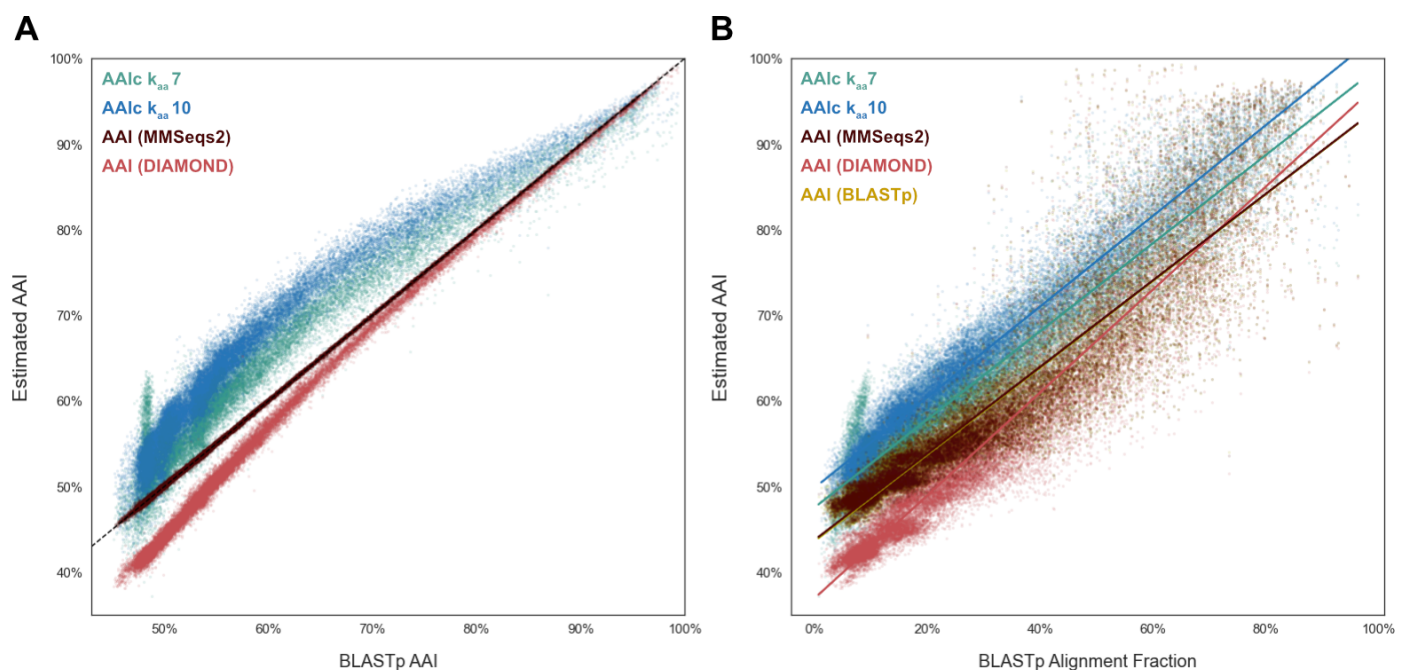 A
B
100%
90%
80%
70%
60%
50%
40%
Estimated AAI
AAIc kaa7
AAIc kaa10
AAI (MMSeqs2)
AAI (DIAMOND)
50%
60%
70%
80%
90%
100%
BLASTp AAI
100%
90%
80%
70%
60%
50%
40%
Estimated AAI
AAIc kaa7
AAIc kaa10
AAI (MMSeqs2)
AAI (DIAMOND)
AAI (BLASTp)
0%
20%
40%
60%
80%
100%
BLASTp Alignment Fraction